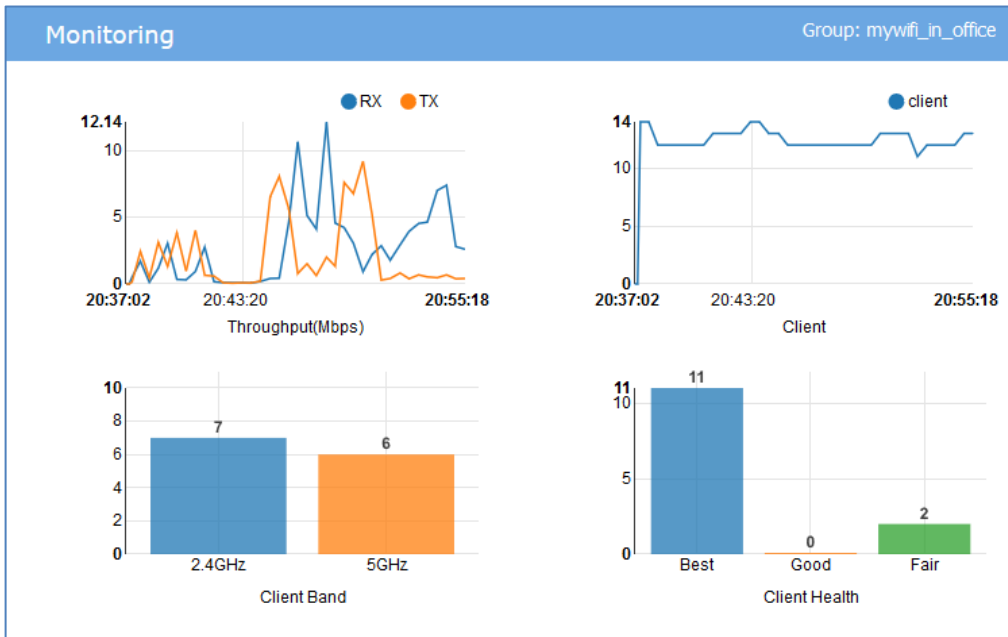 Monitoring
Group: mywifi_in_office
RX TX
12.14
10
5
0
20:37:02 20:43:20 20:55:18
Throughput(Mbps)
client
14
10
5
0
20:37:02 20:43:20 20:55:18
Client
10
8
6
4
2
0
7
6
2.4GHz 5GHz
Client Band
11
10
5
0
11
0
2
Best Good Fair
Client Health